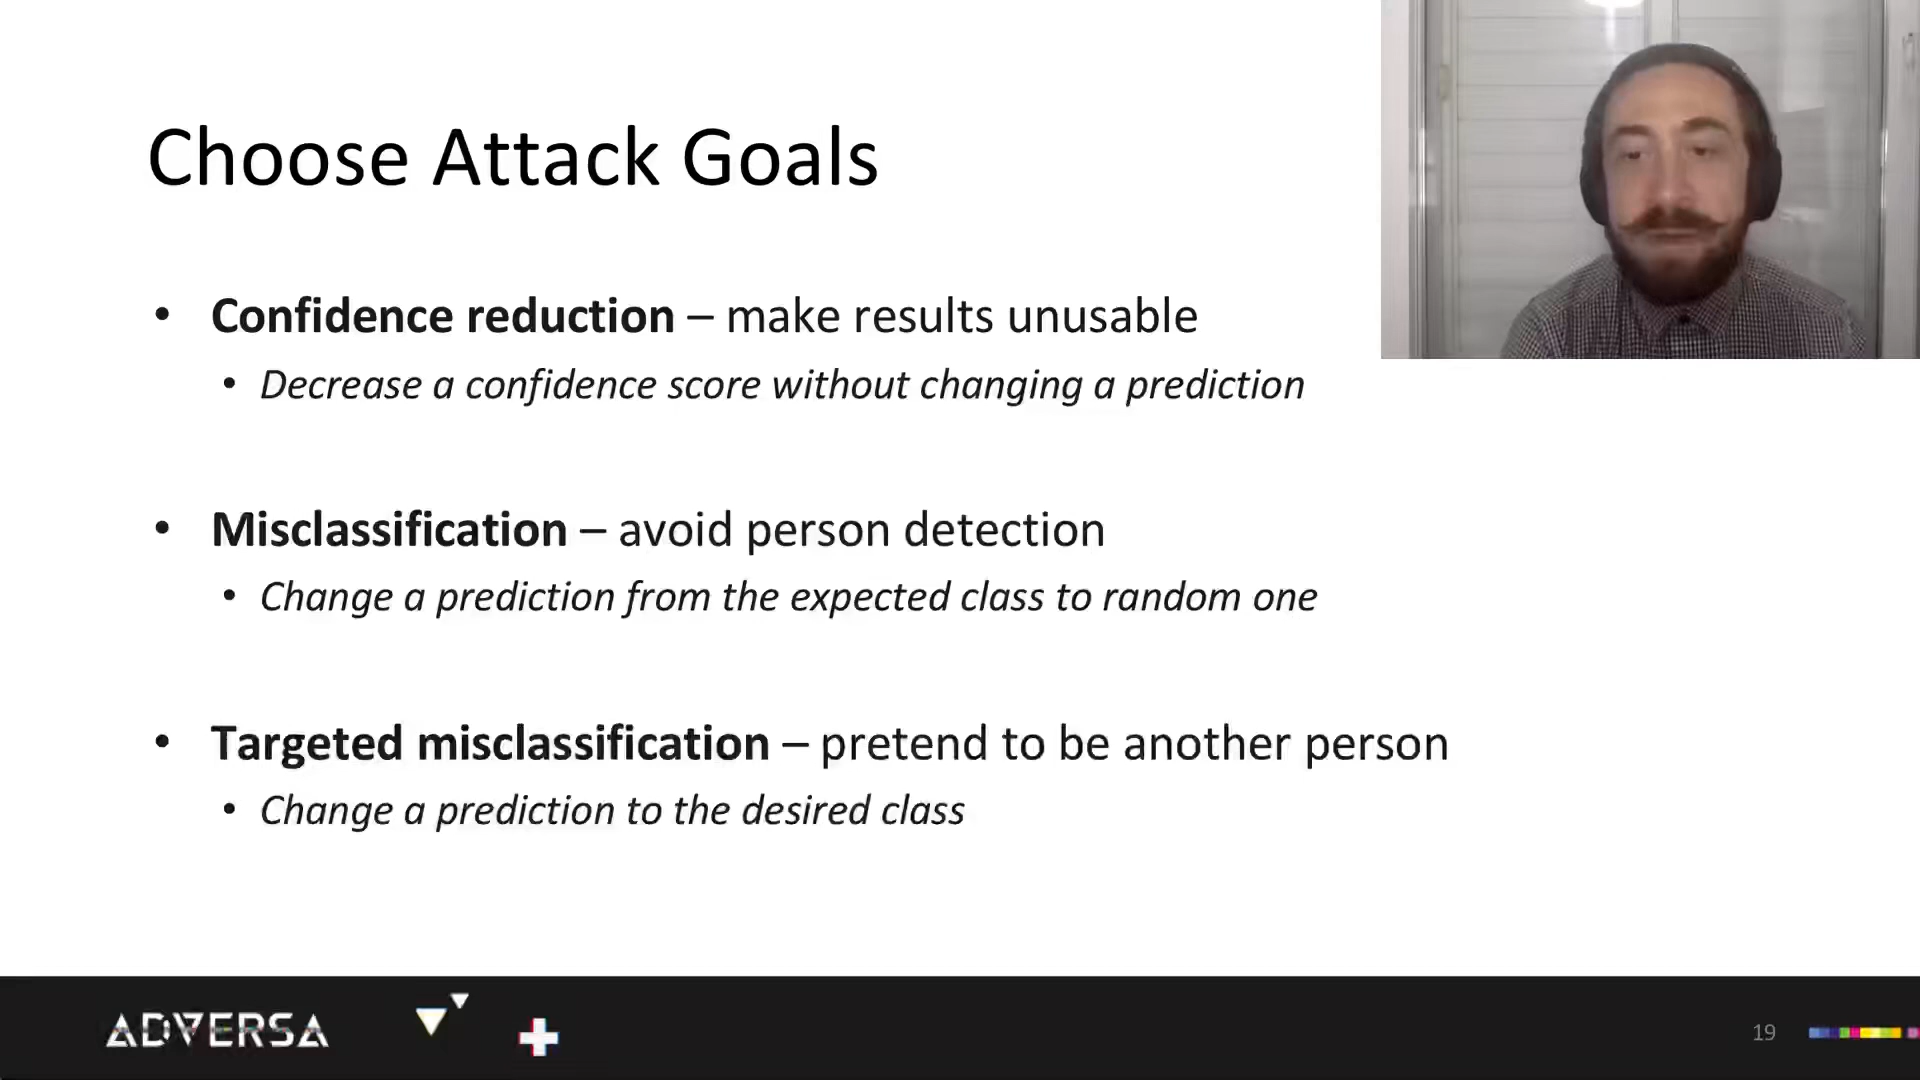 Choose Attack Goals
• Confidence reduction – make results unusable
• Decrease a confidence score without changing a prediction
• Misclassification – avoid person detection
• Change a prediction from the expected class to random one
• Targeted misclassification – pretend to be another person
• Change a prediction to the desired class
ADVERSA
19